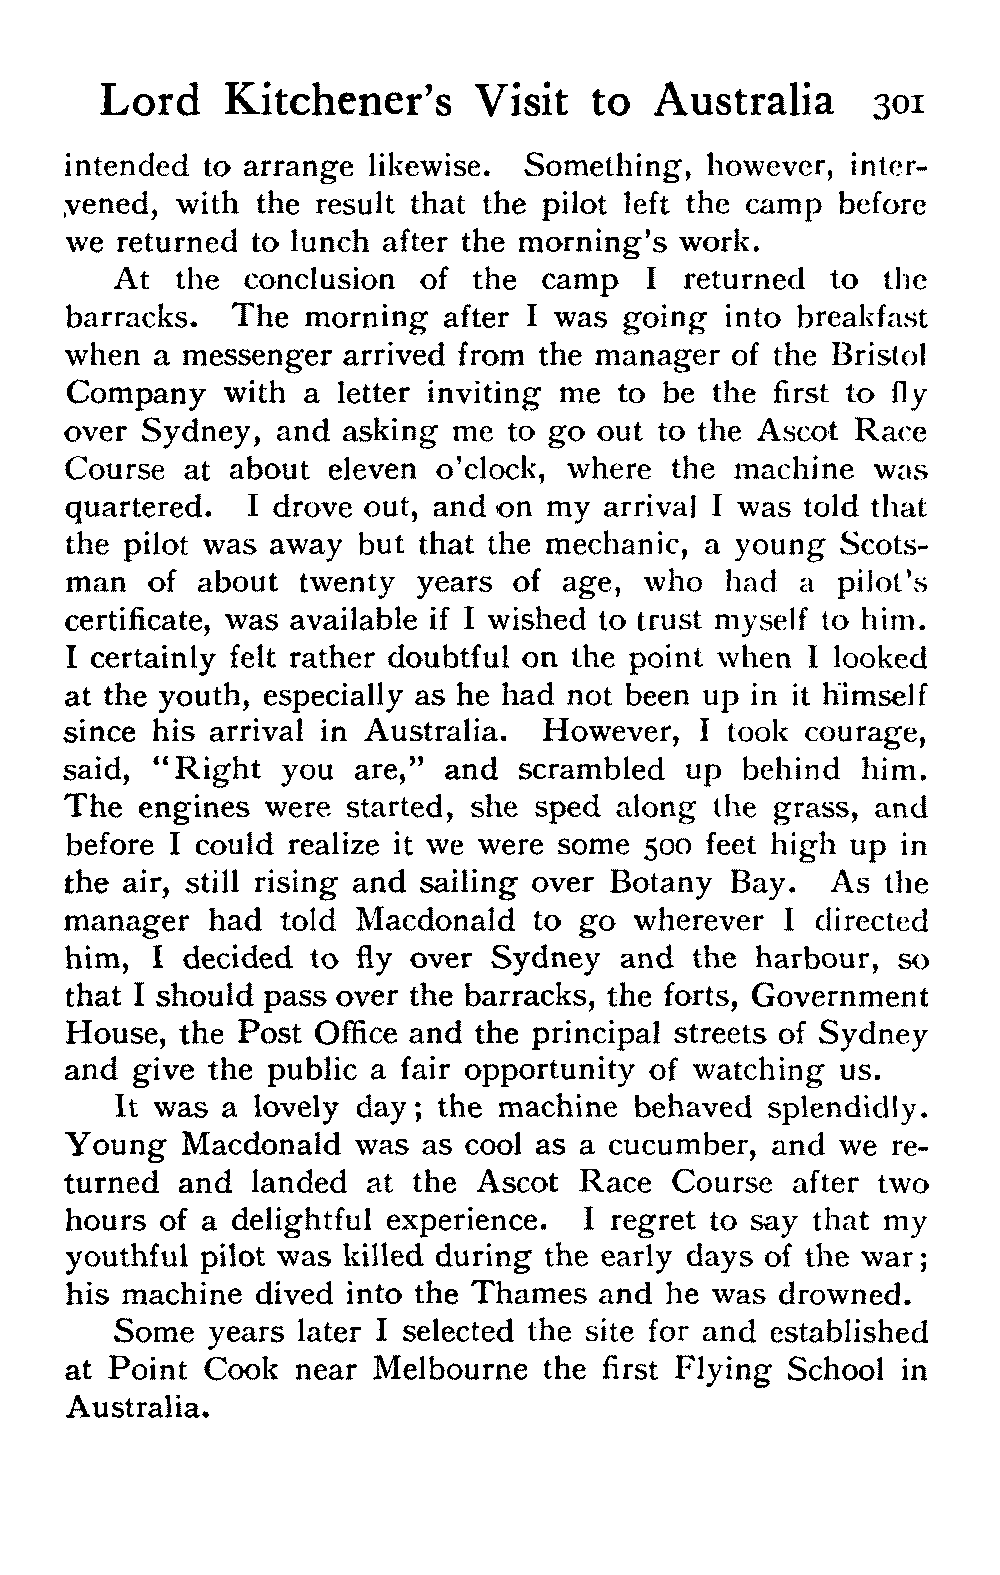 Lord Kitchener's Visit to Australia 301
intended to arrange likewise. Something, however, inter-
vened, with the result that the pilot left the camp before
we returned to lunch after the morning's work.
At the conclusion of the camp I returned to the
barracks. The morning after I was going into breakfast
when a messenger arrived from the manager of the Bristol
Company with a letter inviting me to be the first to fly
over Sydney, and asking me to go out to the Ascot Race
Course at about eleven o'clock, where the machine was
quartered. I drove out, and on my arrival I was told that
the pilot was away but that the mechanic, a young Scots-
man of about twenty years of age, who had a pilot's
certificate, was available if I wished to trust myself to him.
I certainly felt rather doubtful on the point when I looked
at the youth, especially as he had not been up in it himself
since his arrival in Australia. However, I took courage,
said, "Right you are," and scrambled up behind him.
The engines were started, she sped along the grass, and
before I could realize it we were some 500 feet high up in
the air, still rising and sailing over Botany Bay. As the
manager had told Macdonald to go wherever I directed
him, I decided to fly over Sydney and the harbour, so
that I should pass over the barracks, the forts, Government
House, the Post Office and the principal streets of Sydney
and give the public a fair opportunity of watching us.
It was a lovely day; the machine behaved splendidly.
Young Macdonald was as cool as a cucumber, and we re-
turned and landed at the Ascot Race Course after two
hours of a delightful experience. I regret to say that my
youthful pilot was killed during the early days of the war;
his machine dived into the Thames and he was drowned.
Some years later I selected the site for and established
at Point Cook near Melbourne the first Flying School in
Australia.